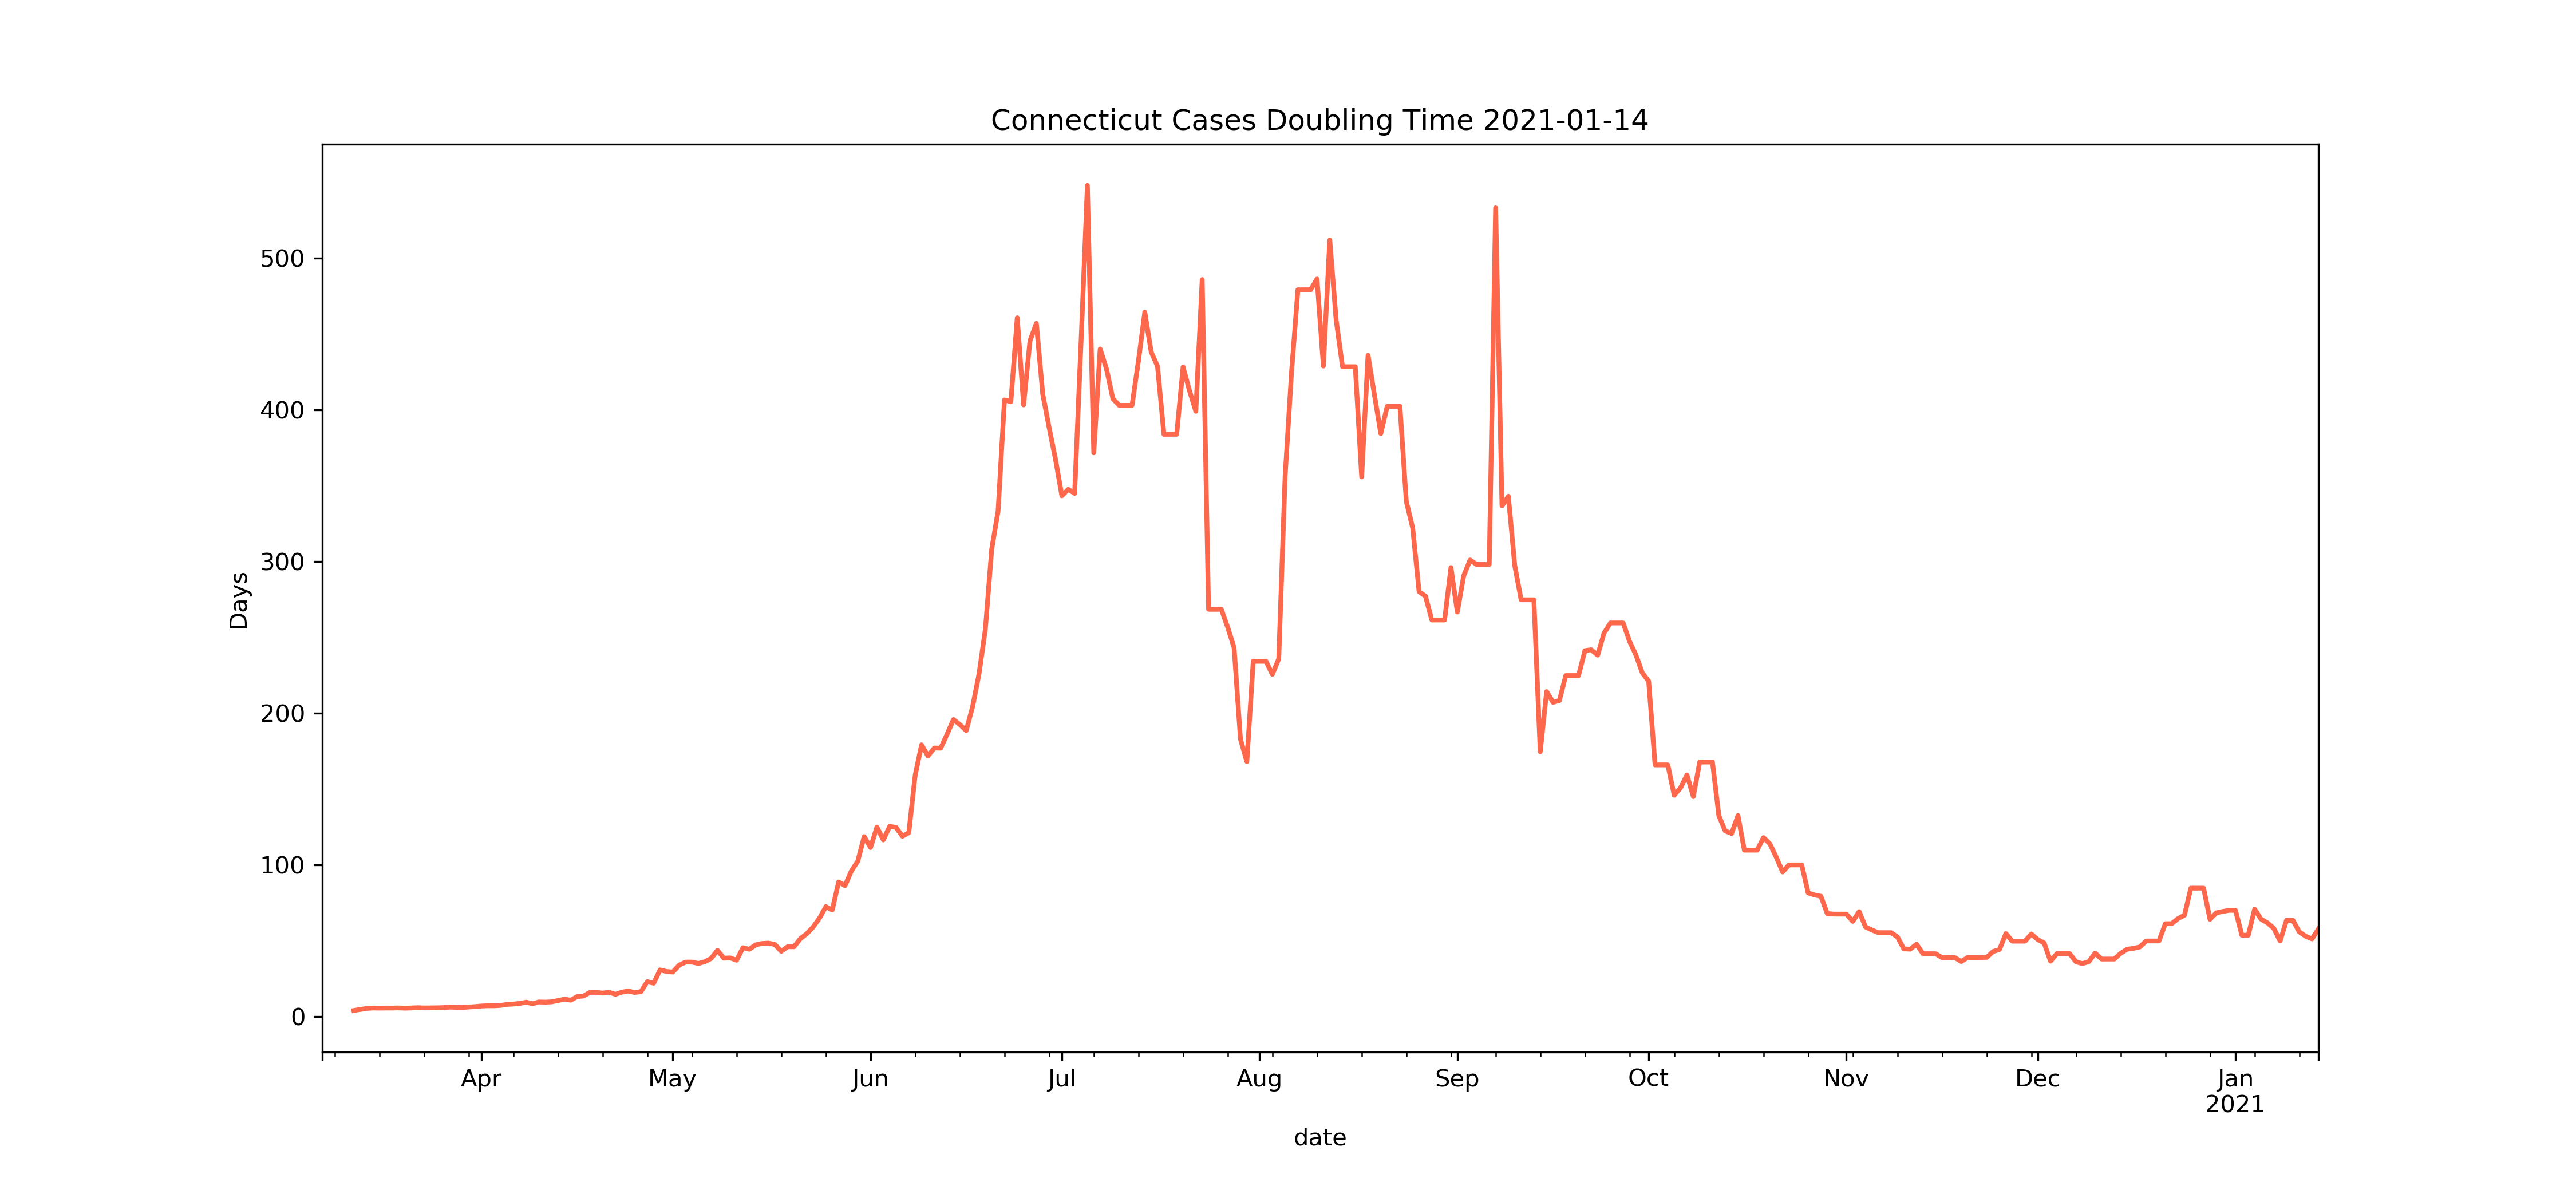 Connecticut Cases Doubling Time 2021-01-14
500
400
300
200
100
0
Days
Apr May Jun Jul Aug Sep Oct Nov Dec Jan
2021
date